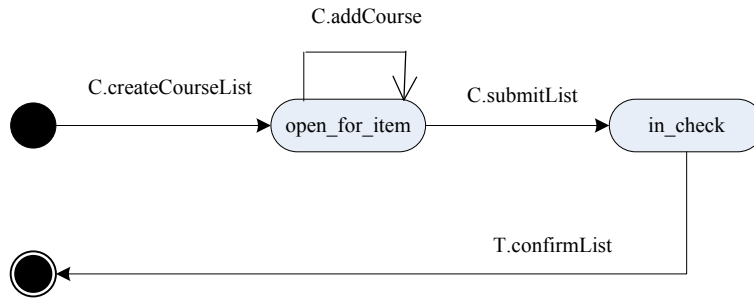 C.addCourse
C.createCourseList
C.submitList
open_for_item
in_check
T.confirmList